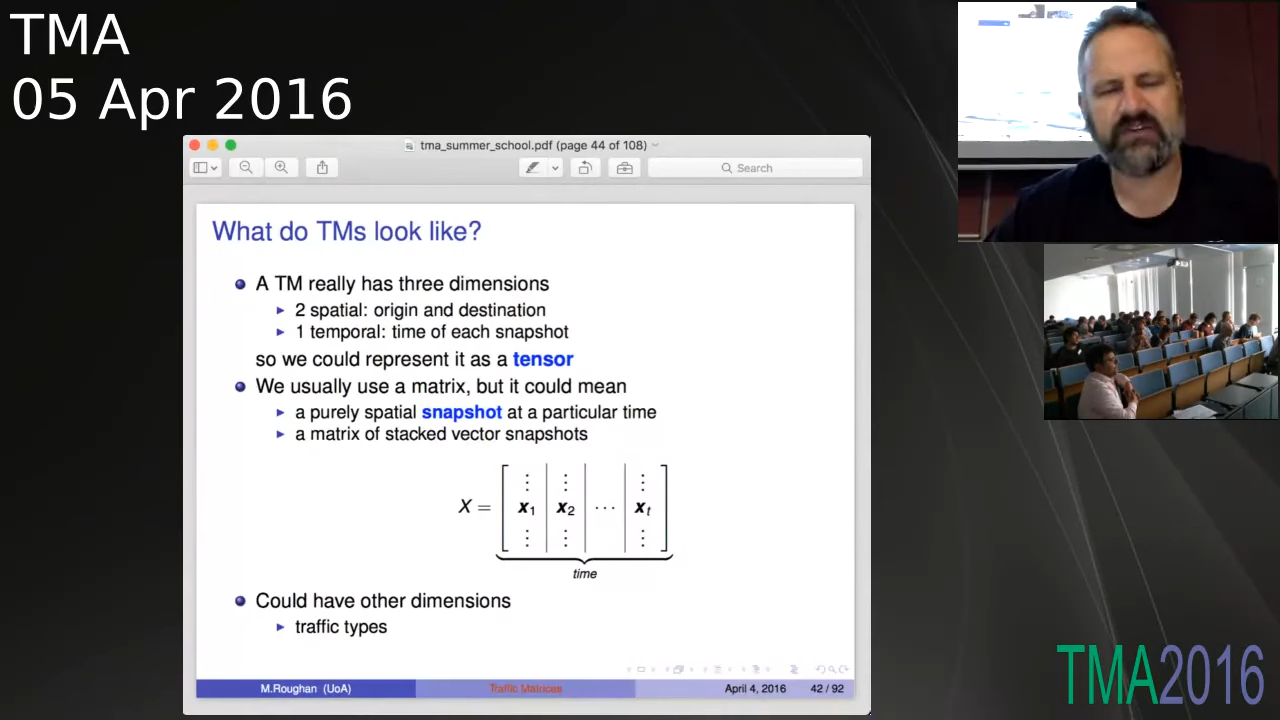 TMA
05 Apr 2016
tma_summer_school.pdf (page 44 of 108)
Search
What do TMs look like?
A TM really has three dimensions
2 spatial: origin and destination
1 temporal: time of each snapshot
so we could represent it as a tensor
We usually use a matrix, but it could mean
a purely spatial snapshot at a particular time
a matrix of stacked vector snapshots
X = [ x1 | x2 | ⋯ | xt ]
time
Could have other dimensions
traffic types
M.Roughan (UoA) Traffic Matrices April 4, 2016 42 / 92
TMA2016